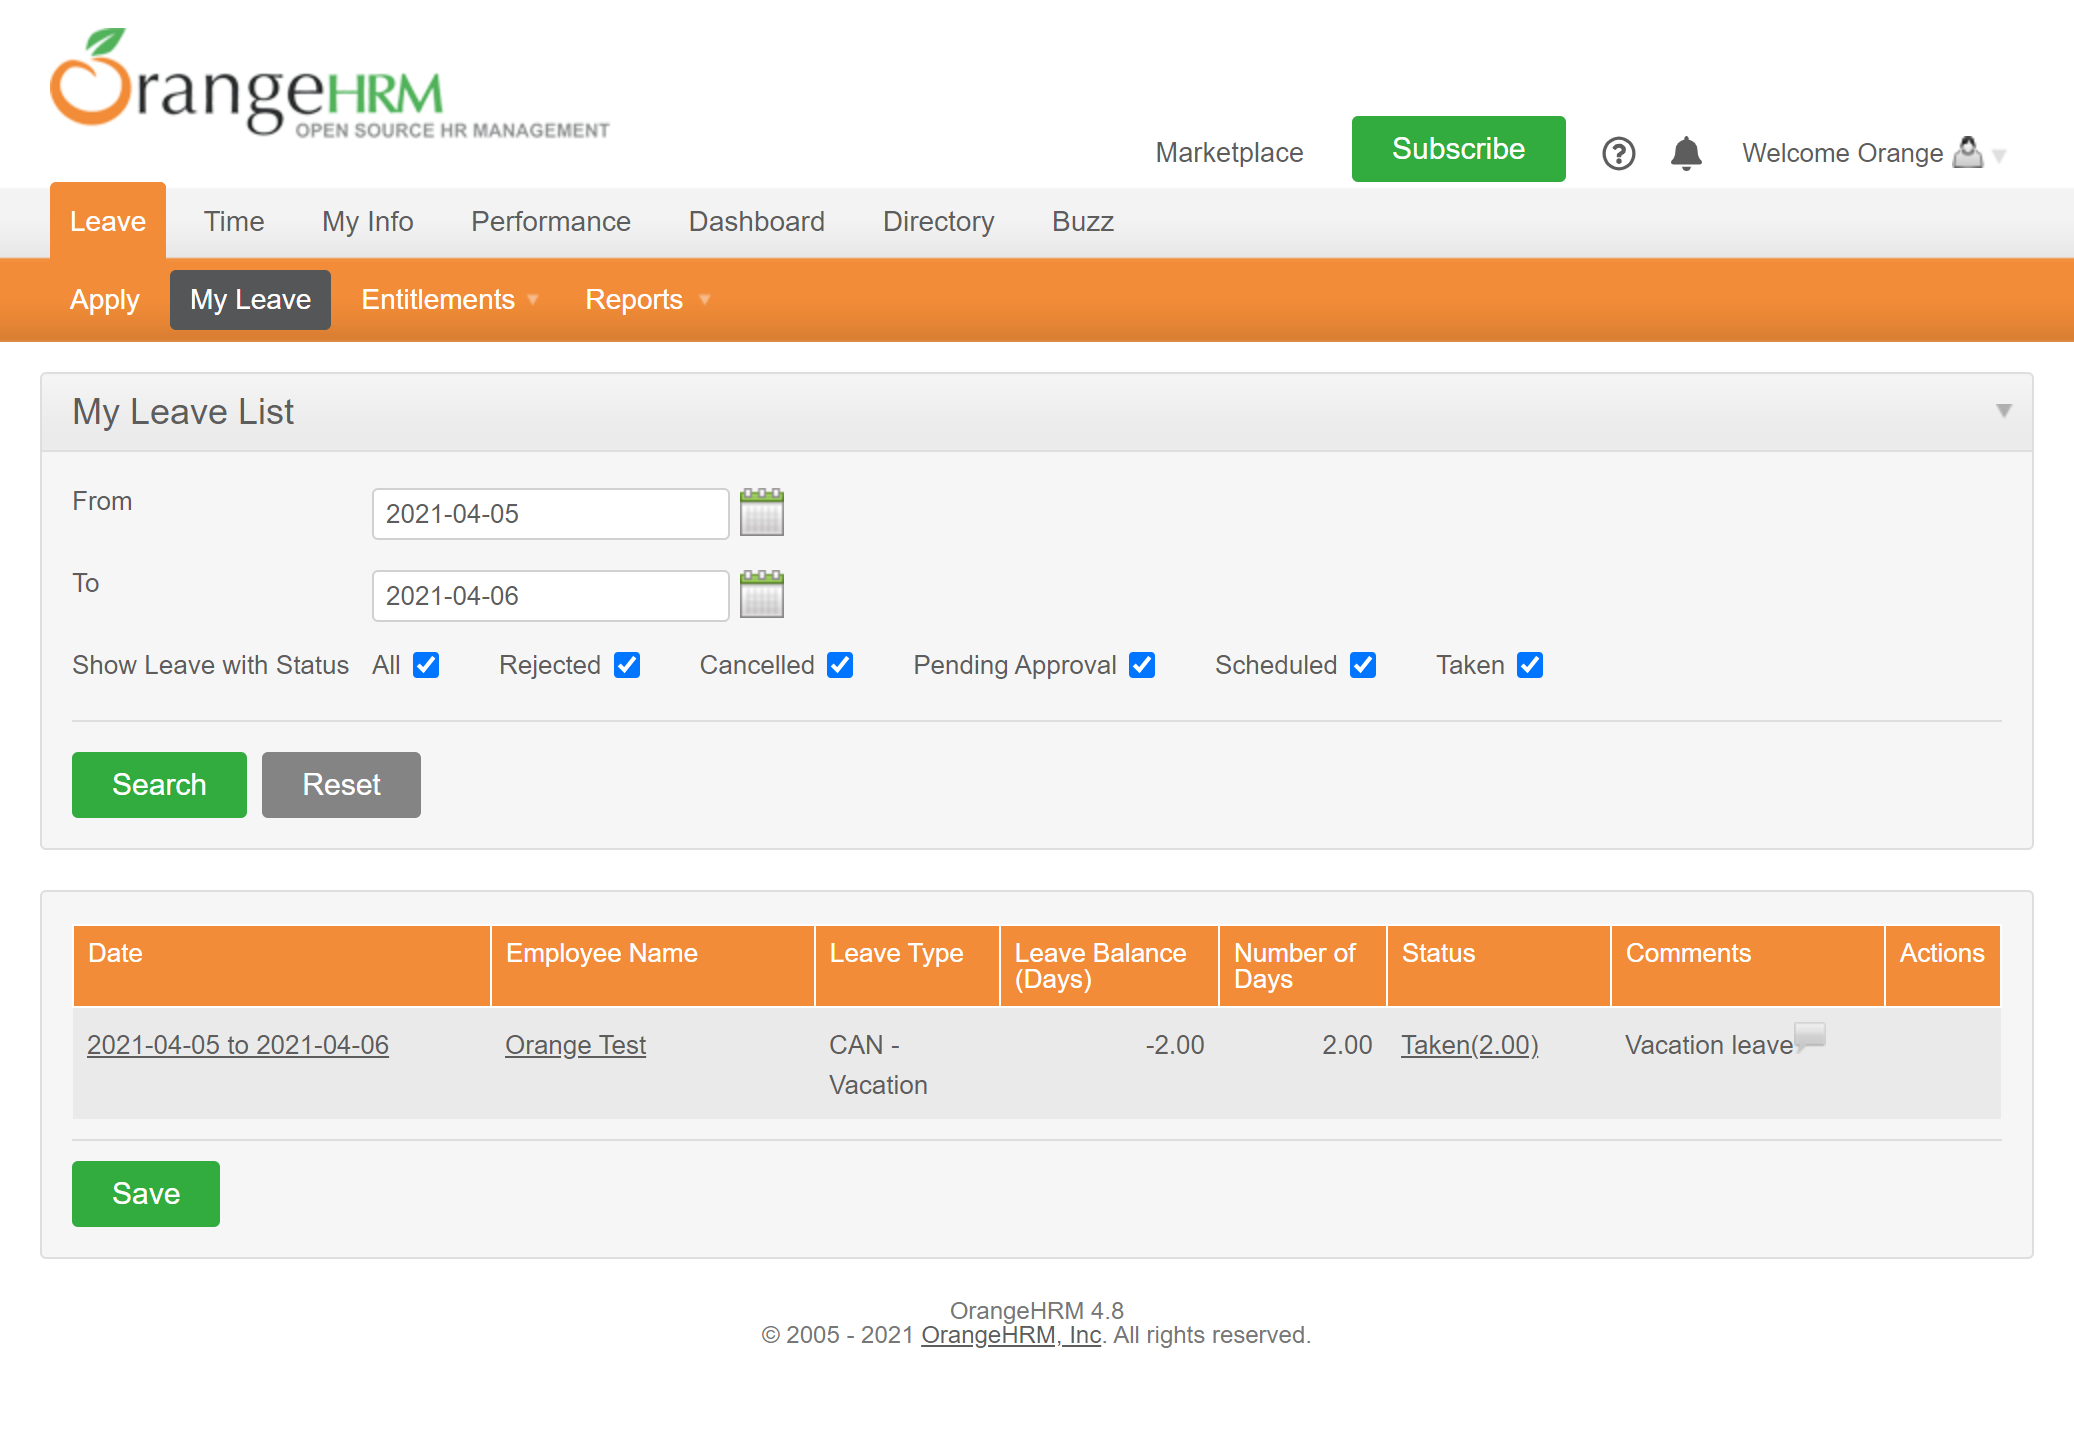 OrangeHRM
OPEN SOURCE HR MANAGEMENT
Marketplace Subscribe Welcome Orange
Leave Time My Info Performance Dashboard Directory Buzz
Apply My Leave Entitlements Reports
My Leave List
From 2021-04-05
To 2021-04-06
Show Leave with Status All Rejected Cancelled Pending Approval Scheduled Taken
Search Reset
Date Employee Name Leave Type Leave Balance (Days) Number of Days Status Comments Actions
2021-04-05 to 2021-04-06 Orange Test CAN - Vacation -2.00 2.00 Taken(2.00) Vacation leave
Save
OrangeHRM 4.8
© 2005 - 2021 OrangeHRM, Inc. All rights reserved.